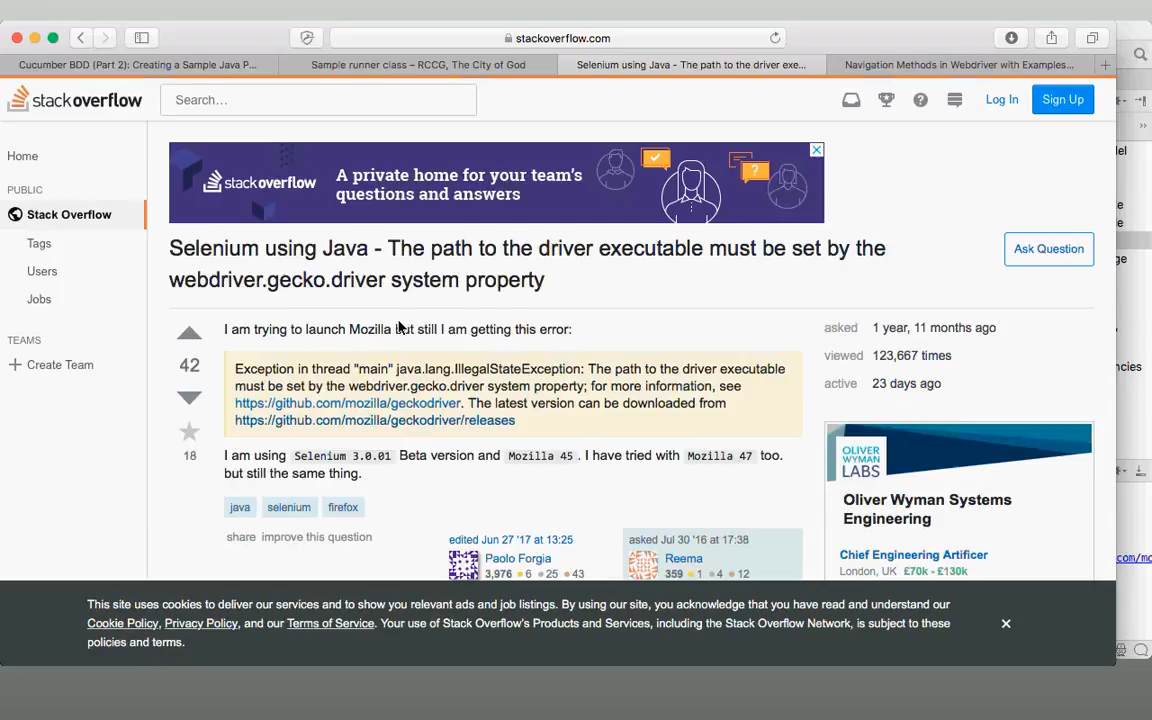 stackoverflow.com
Cucumber BDD (Part 2): Creating a Sample Java P...
Sample runner class – RCCG, The City of God
Selenium using Java - The path to the driver exe...
Navigation Methods in Webdriver with Examples...
stackoverflow
Search...
Log In
Sign Up
Home
PUBLIC
Stack Overflow
Tags
Users
Jobs
TEAMS
Create Team
stackoverflow
A private home for your team's
questions and answers
Selenium using Java - The path to the driver executable must be set by the
webdriver.gecko.driver system property
Ask Question
42
18
I am trying to launch Mozilla but still I am getting this error:
Exception in thread "main" java.lang.IllegalStateException: The path to the driver executable
must be set by the webdriver.gecko.driver system property; for more information, see
https://github.com/mozilla/geckodriver. The latest version can be downloaded from
https://github.com/mozilla/geckodriver/releases
I am using Selenium 3.0.01 Beta version and Mozilla 45. I have tried with Mozilla 47 too.
but still the same thing.
java selenium firefox
share improve this question
edited Jun 27 '17 at 13:25
Paolo Forgia
3,976 6 25 43
asked Jul 30 '16 at 17:38
Reema
359 1 4 12
asked 1 year, 11 months ago
viewed 123,667 times
active 23 days ago
OLIVER
WYMAN
LABS
Oliver Wyman Systems
Engineering
Chief Engineering Artificer
London, UK £70k - £130k
This site uses cookies to deliver our services and to show you relevant ads and job listings. By using our site, you acknowledge that you have read and understand our
Cookie Policy, Privacy Policy, and our Terms of Service. Your use of Stack Overflow's Products and Services, including the Stack Overflow Network, is subject to these
policies and terms.